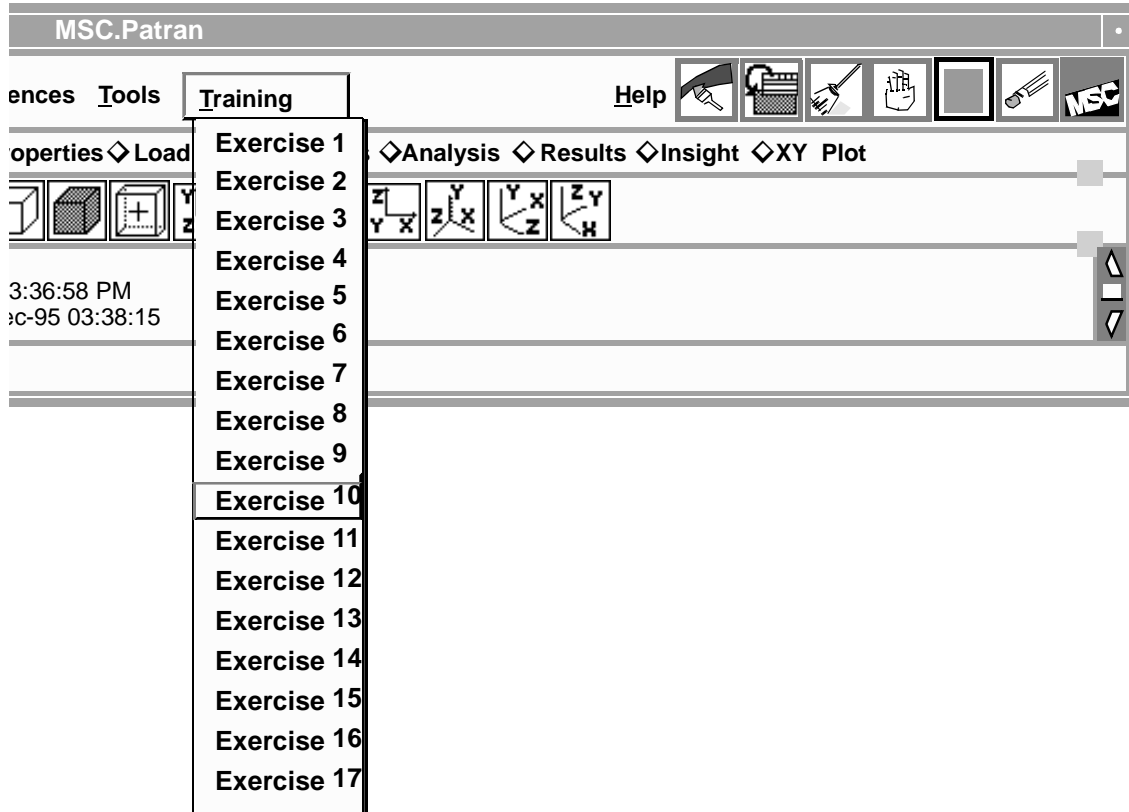 MSC.Patran
ences Tools Training Help MSC
operties Load s Analysis Results Insight XY Plot
Y Z Z Y X Y Z X Y X Z Z Y X
3:36:58 PM
ec-95 03:38:15
Exercise 1
Exercise 2
Exercise 3
Exercise 4
Exercise 5
Exercise 6
Exercise 7
Exercise 8
Exercise 9
Exercise 10
Exercise 11
Exercise 12
Exercise 13
Exercise 14
Exercise 15
Exercise 16
Exercise 17